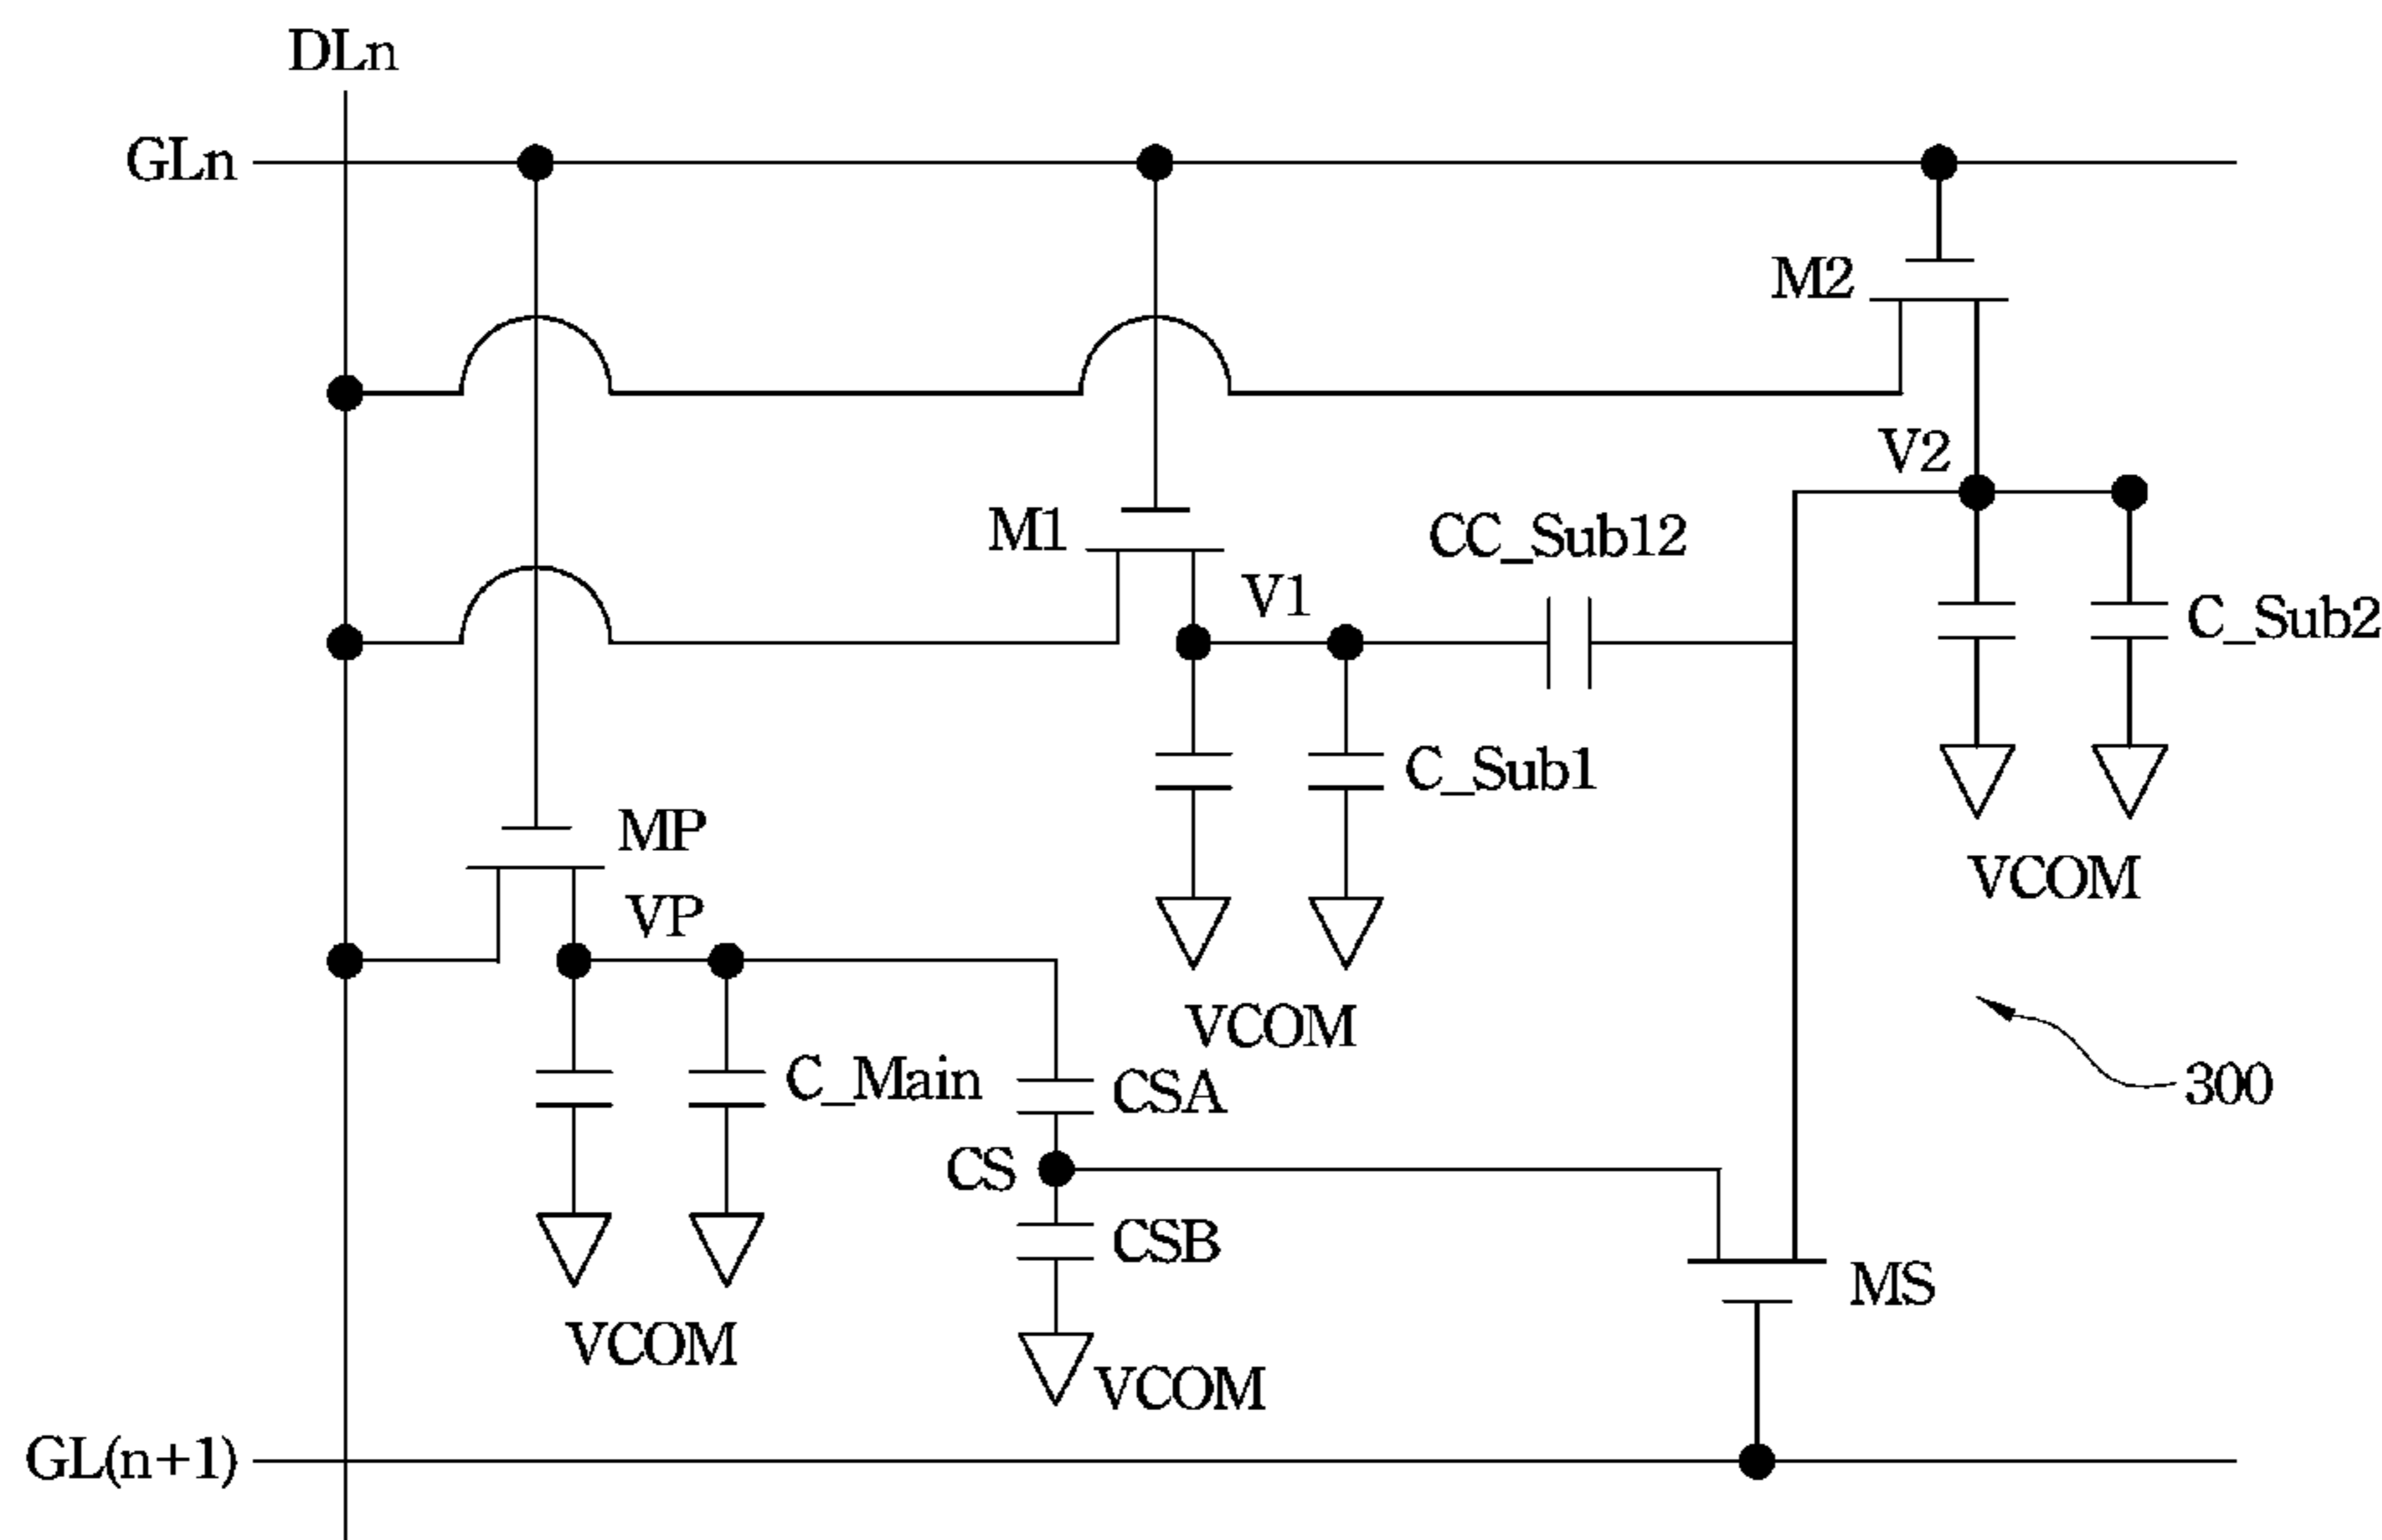 DLn
GLn
M2
V2
M1
CC_Sub12
V1
C_Sub2
C_Sub1
MP
VCOM
VP
VCOM
C_Main
CSA
300
CS
CSB
MS
VCOM
VCOM
GL(n+1)